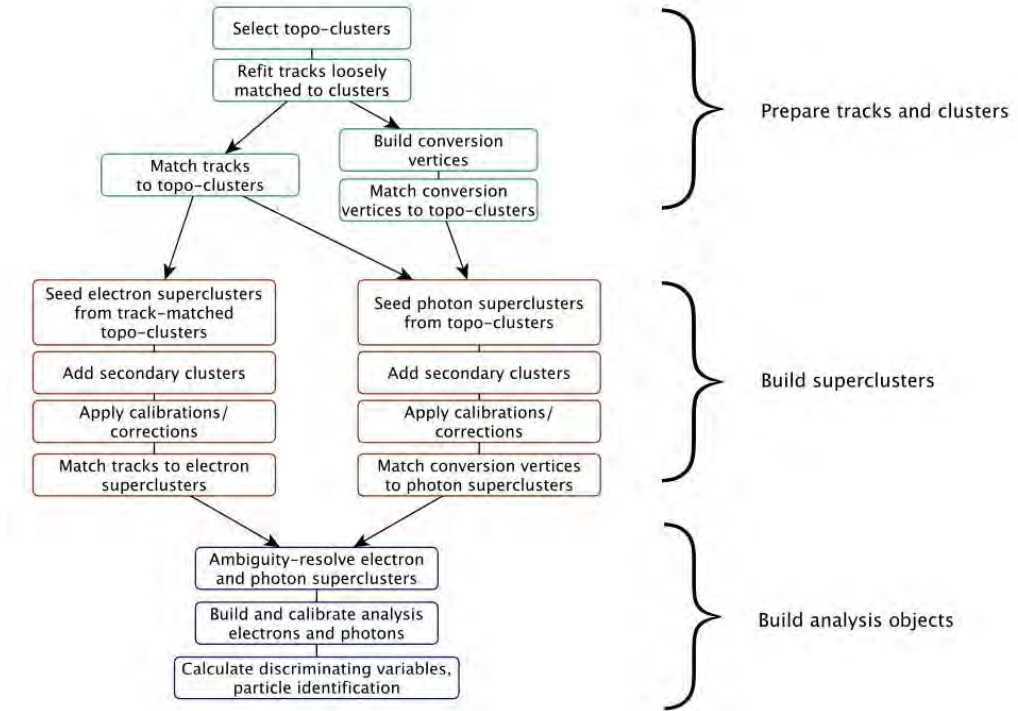 Select topo-clusters
Refit tracks loosely
matched to clusters
Build conversion
vertices
Match tracks
to topo-clusters
Match conversion
vertices to topo-clusters
Prepare tracks and clusters
Seed electron superclusters
from track-matched
topo-clusters
Seed photon superclusters
from topo-clusters
Add secondary clusters
Add secondary clusters
Apply calibrations/
corrections
Apply calibrations/
corrections
Match tracks to electron
superclusters
Match conversion vertices
to photon superclusters
Build superclusters
Ambiguity-resolve electron
and photon superclusters
Build and calibrate analysis
electrons and photons
Calculate discriminating variables,
particle identification
Build analysis objects